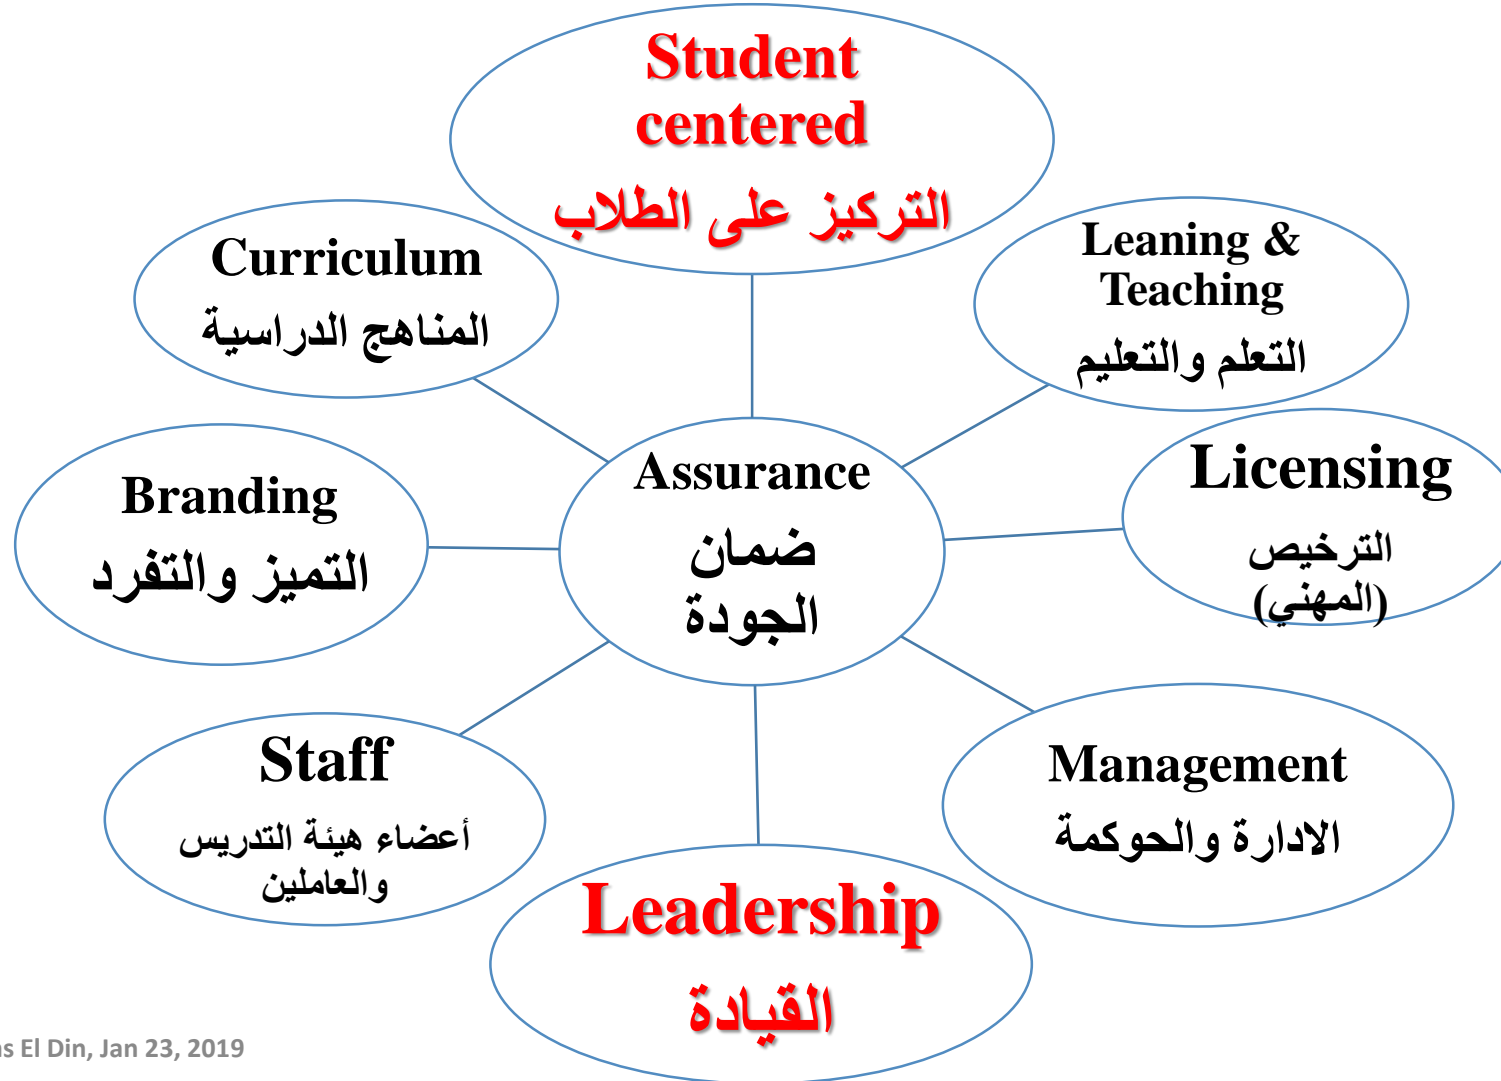 Student
centered
التركيز على الطلاب
Curriculum
المناهج الدراسية
Leaning &
Teaching
التعلم والتعليم
Branding
التميز والتفرد
Assurance
ضمان
الجودة
Licensing
الترخيص
(المهني)
Staff
أعضاء هيئة التدريس
والعاملين
Management
الادارة والحوكمة
Leadership
القيادة
El Din, Jan 23, 2019